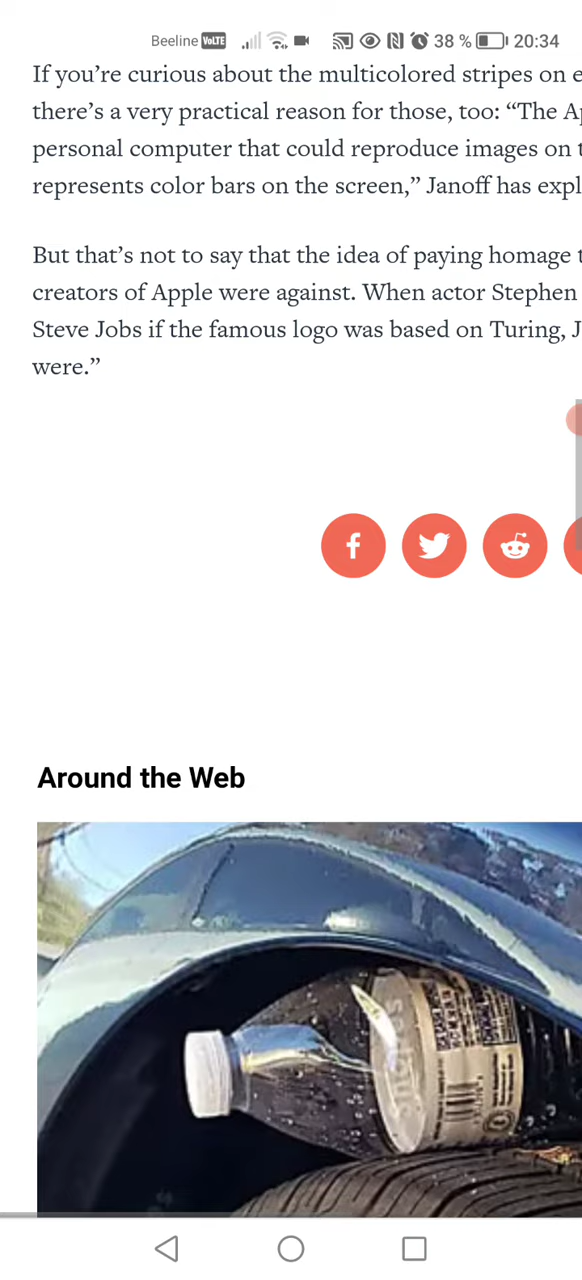 Beeline VoLTE 38 % 20:34
If you’re curious about the multicolored stripes on e
there’s a very practical reason for those, too: “The Ap
personal computer that could reproduce images on t
represents color bars on the screen,” Janoff has expl
But that’s not to say that the idea of paying homage t
creators of Apple were against. When actor Stephen
Steve Jobs if the famous logo was based on Turing, J
were.”
Around the Web